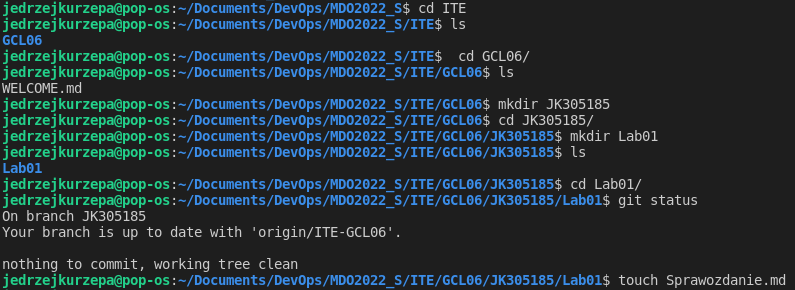 jedrzejkurzepa@pop-os:~/Documents/DevOps/MDO2022_S$ cd ITE
jedrzejkurzepa@pop-os:~/Documents/DevOps/MDO2022_S/ITE$ ls
GCL06
jedrzejkurzepa@pop-os:~/Documents/DevOps/MDO2022_S/ITE$  cd GCL06/
jedrzejkurzepa@pop-os:~/Documents/DevOps/MDO2022_S/ITE/GCL06$ ls
WELCOME.md
jedrzejkurzepa@pop-os:~/Documents/DevOps/MDO2022_S/ITE/GCL06$ mkdir JK305185
jedrzejkurzepa@pop-os:~/Documents/DevOps/MDO2022_S/ITE/GCL06$ cd JK305185/
jedrzejkurzepa@pop-os:~/Documents/DevOps/MDO2022_S/ITE/GCL06/JK305185$ mkdir Lab01
jedrzejkurzepa@pop-os:~/Documents/DevOps/MDO2022_S/ITE/GCL06/JK305185$ ls
Lab01
jedrzejkurzepa@pop-os:~/Documents/DevOps/MDO2022_S/ITE/GCL06/JK305185$ cd Lab01/
jedrzejkurzepa@pop-os:~/Documents/DevOps/MDO2022_S/ITE/GCL06/JK305185/Lab01$ git status
On branch JK305185
Your branch is up to date with 'origin/ITE-GCL06'.

nothing to commit, working tree clean
jedrzejkurzepa@pop-os:~/Documents/DevOps/MDO2022_S/ITE/GCL06/JK305185/Lab01$ touch Sprawozdanie.md